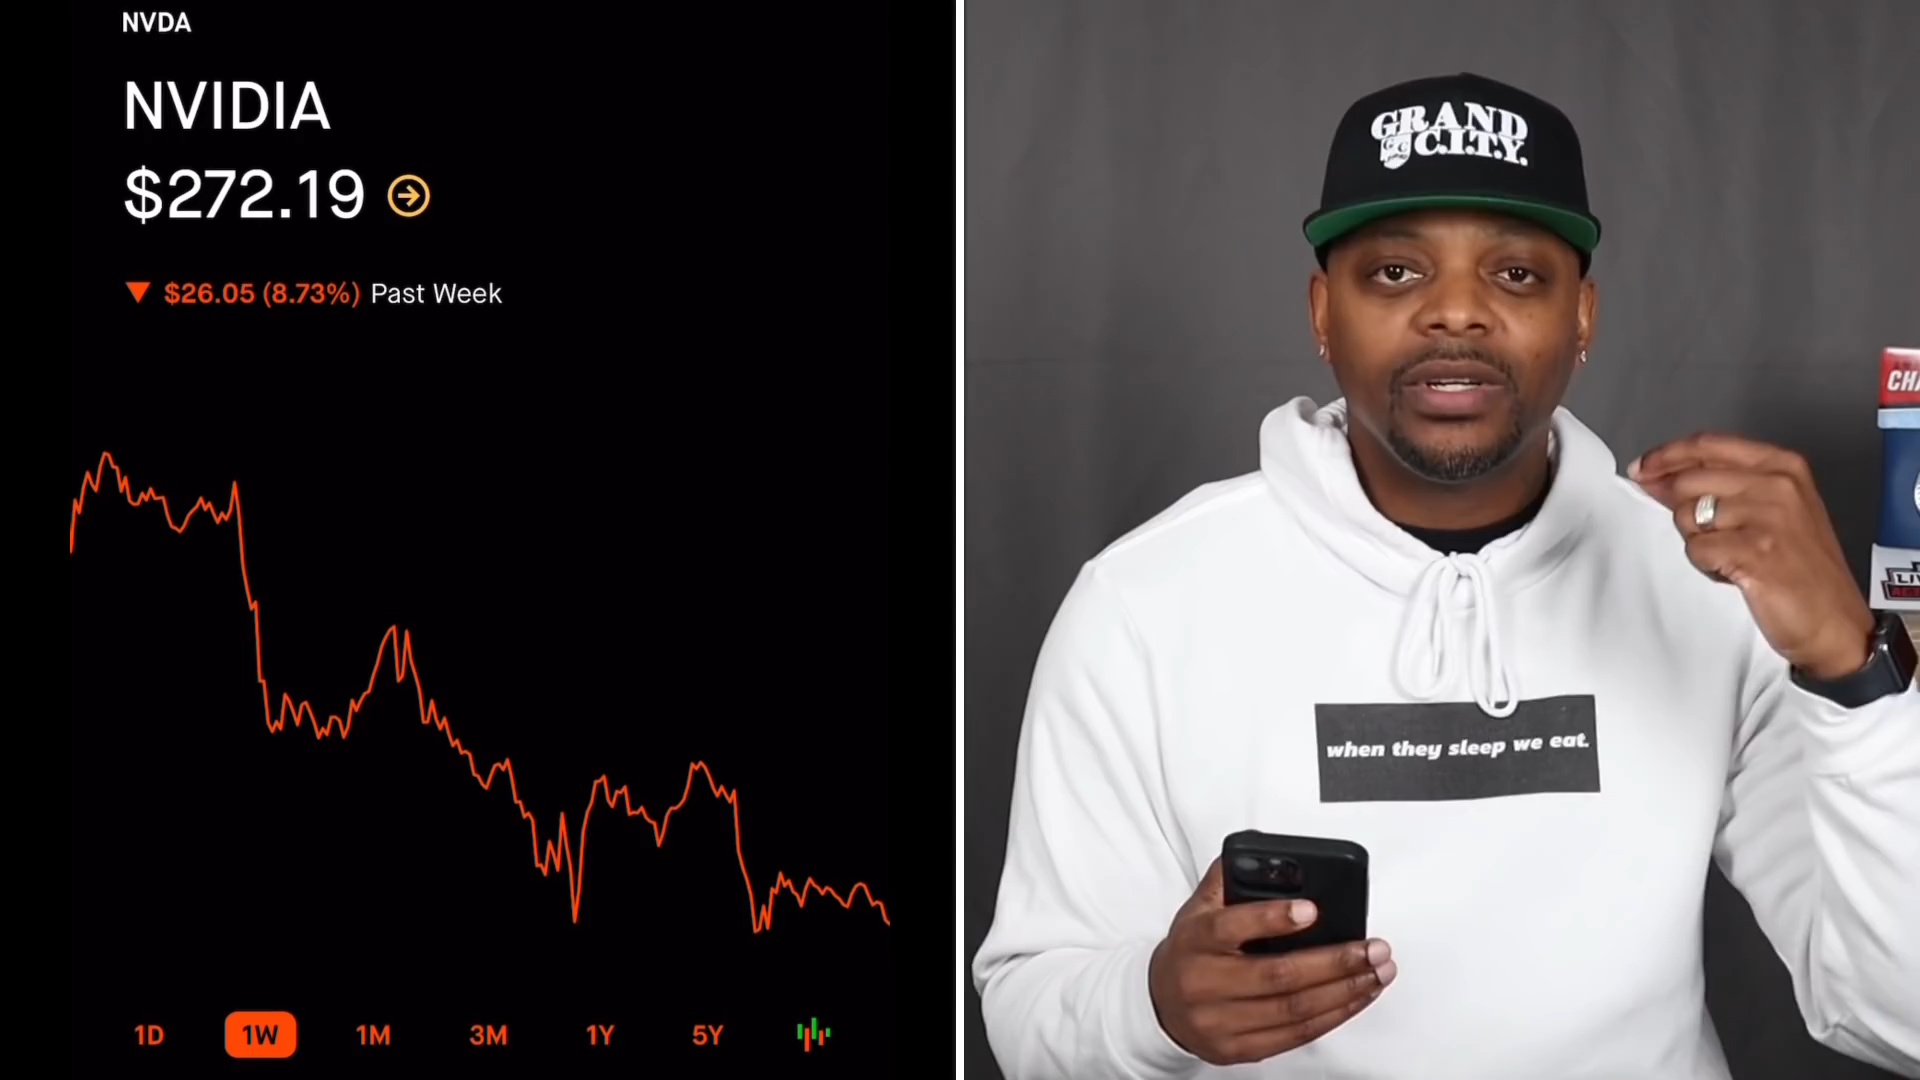 NVDA
NVIDIA
$272.19
▼ $26.05 (8.73%) Past Week
1D 1W 1M 3M 1Y 5Y
GRAND
GC C.I.T.Y.
when they sleep we eat.